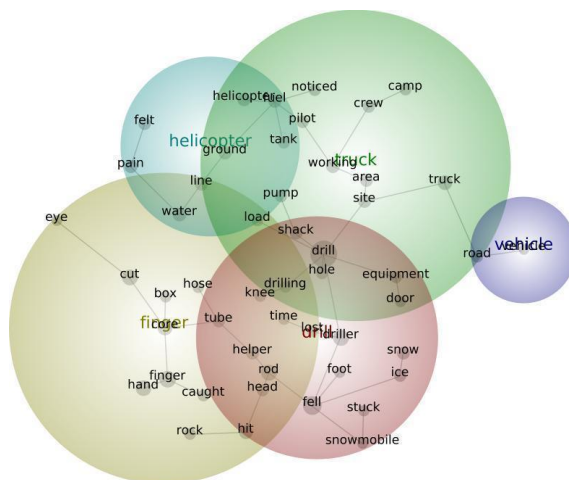 noticed
camp
helicopter
fuel
crew
felt
pilot
helicopter
tank
ground
working
truck
pain
area
truck
line
pump
site
eye
water
load
shack
drill
road
vehicle
vehicle
cut
hole
equipment
hose
drilling
box
knee
door
core
finger
tube
time
lost
drill
driller
helper
snow
finger
rod
foot
ice
hand
head
caught
fell
stuck
rock
hit
snowmobile